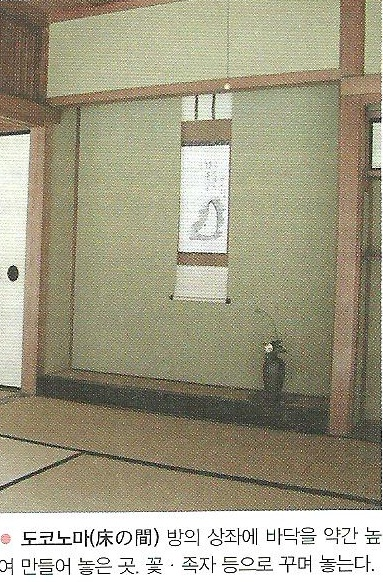 ● 도코노마(床の間) 방의 상좌에 바닥을 약간 높
여 만들어 놓은 곳. 꽃 · 족자 등으로 꾸며 놓는다.